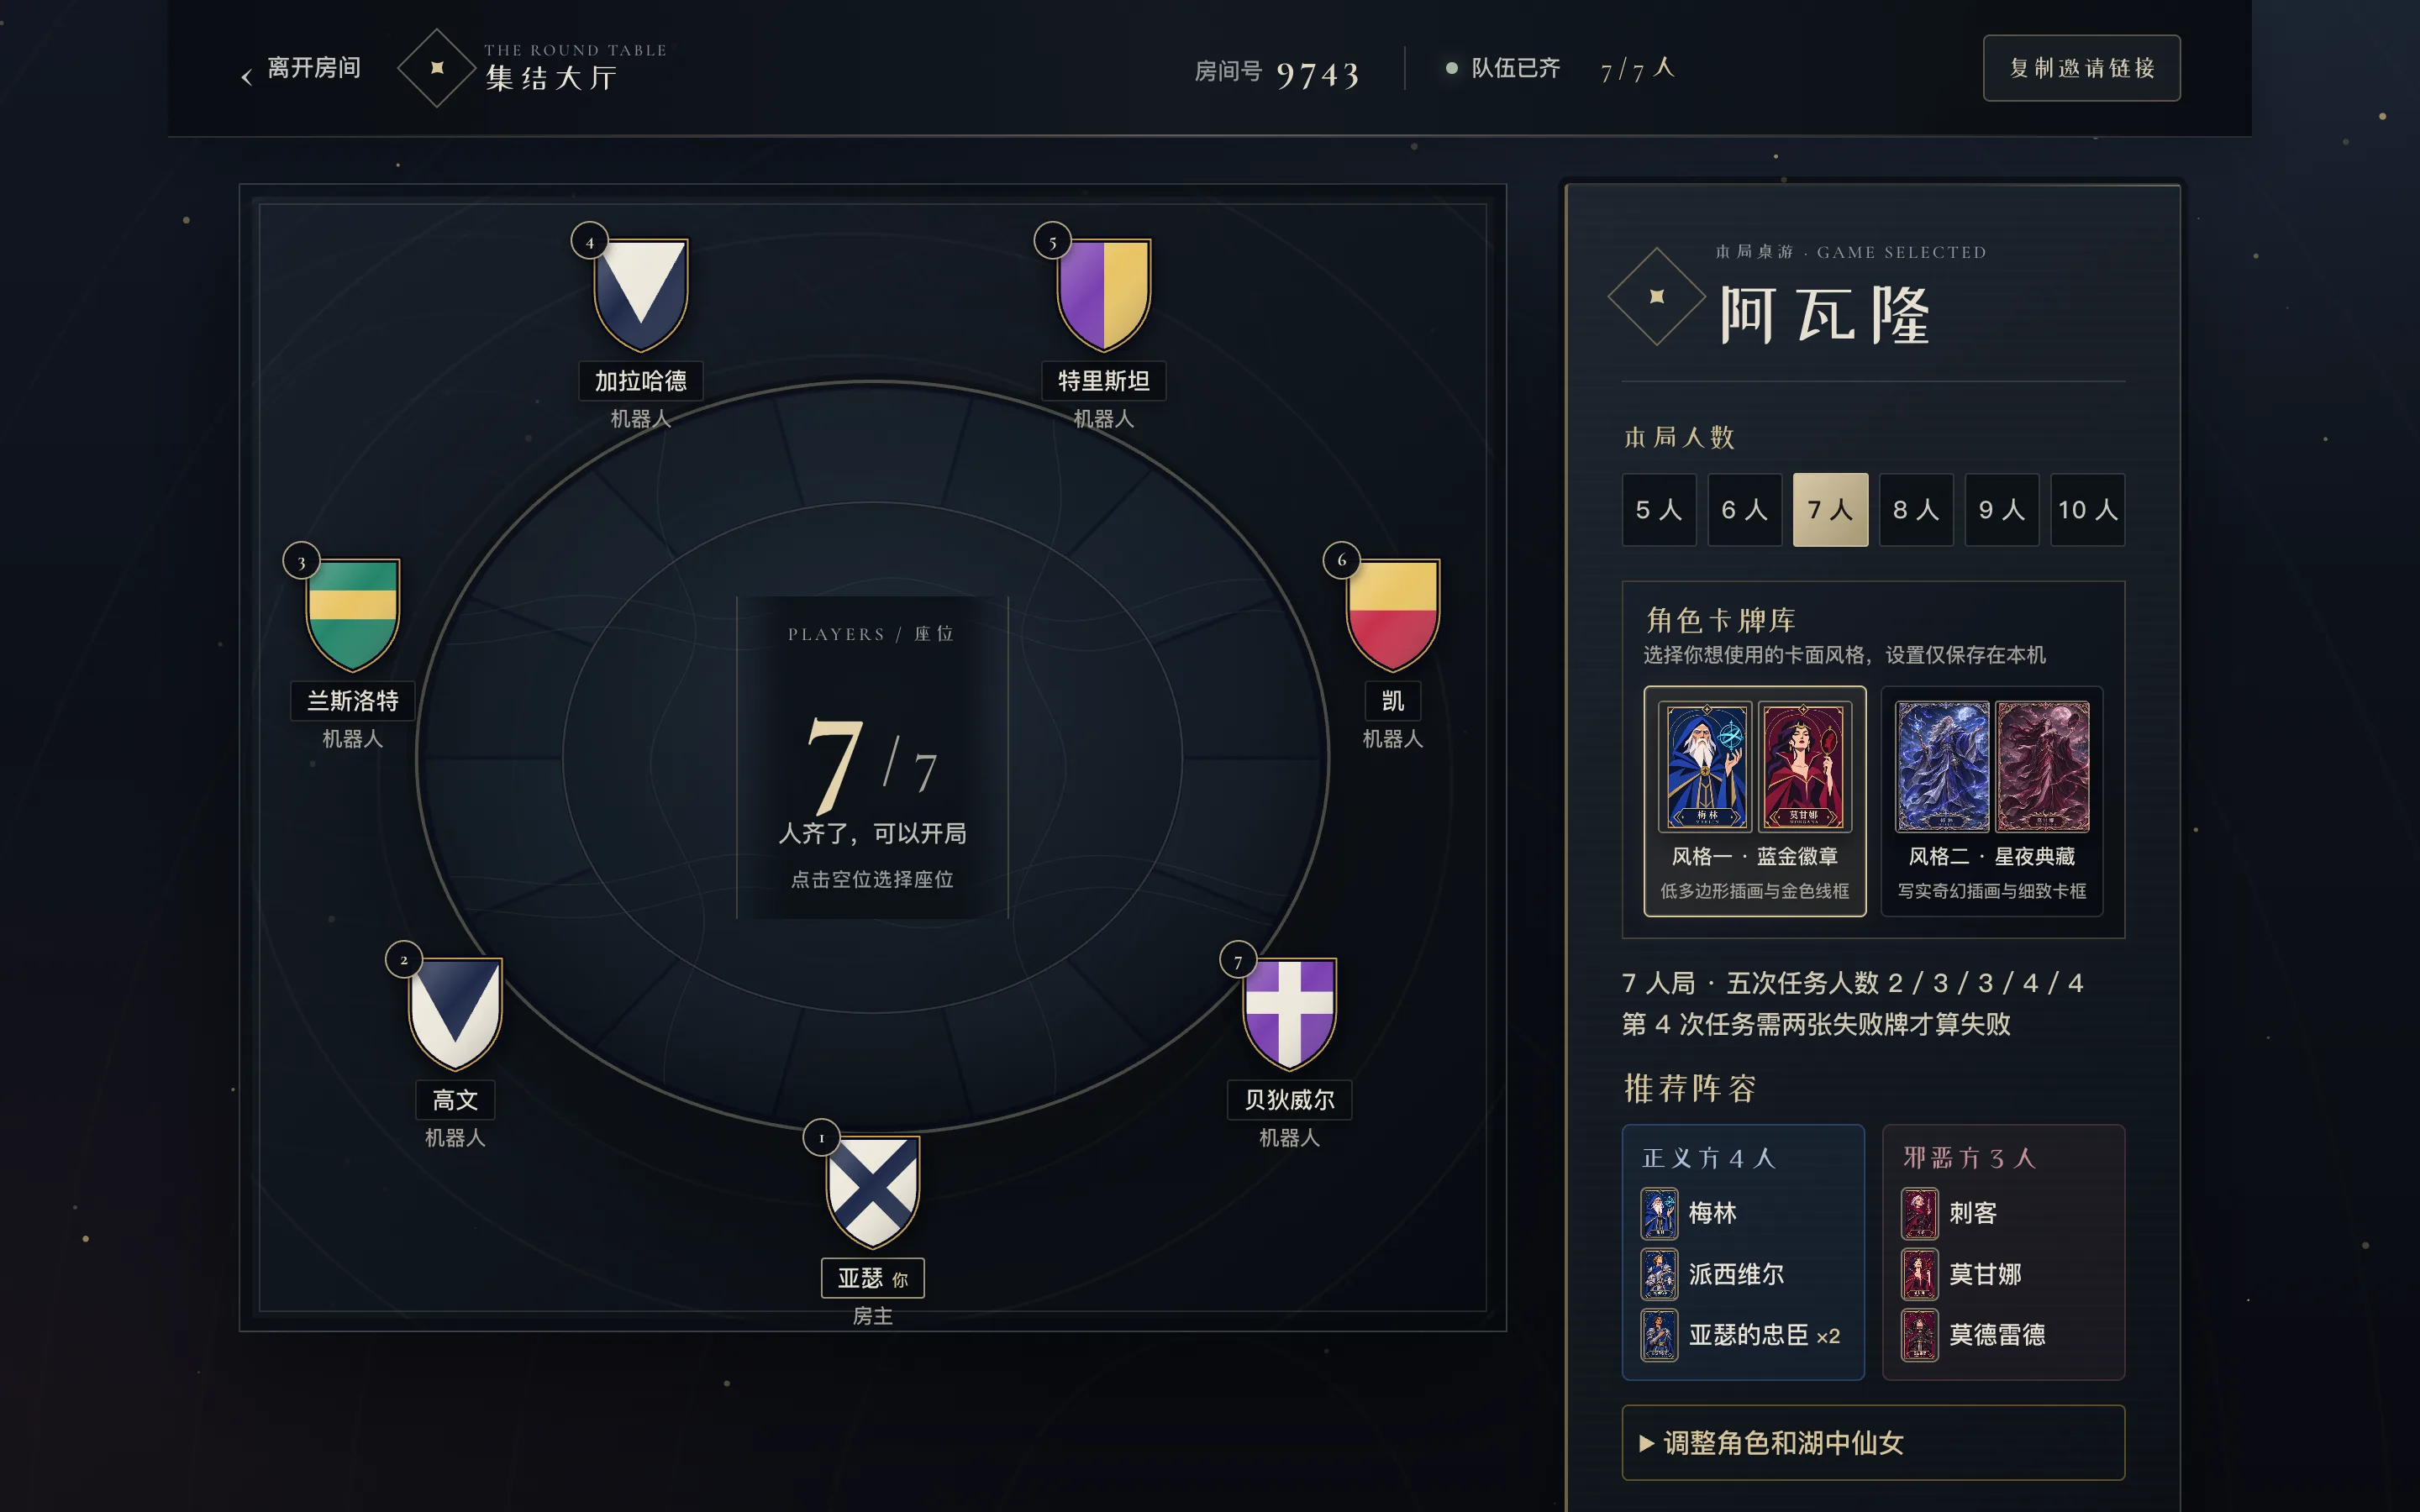 离开房间
THE ROUND TABLE
集结大厅
房间号 9743
队伍已齐 7/7 人
复制邀请链接
4
加拉哈德
机器人
5
特里斯坦
机器人
3
兰斯洛特
机器人
6
凯
机器人
PLAYERS / 座位
7 / 7
人齐了，可以开局
点击空位选择座位
2
高文
机器人
7
贝狄威尔
机器人
1
亚瑟 你
房主
本局桌游 · GAME SELECTED
阿瓦隆
本局人数
5 人 6 人 7 人 8 人 9 人 10 人
角色卡牌库
选择你想使用的卡面风格，设置仅保存在本机
梅林
莫甘娜
风格一 · 蓝金徽章
低多边形插画与金色线框
风格二 · 星夜典藏
写实奇幻插画与细致卡框
7 人局 · 五次任务人数 2 / 3 / 3 / 4 / 4
第 4 次任务需两张失败牌才算失败
推荐阵容
正义方 4 人
梅林
派西维尔
亚瑟的忠臣 ×2
邪恶方 3 人
刺客
莫甘娜
莫德雷德
▶ 调整角色和湖中仙女